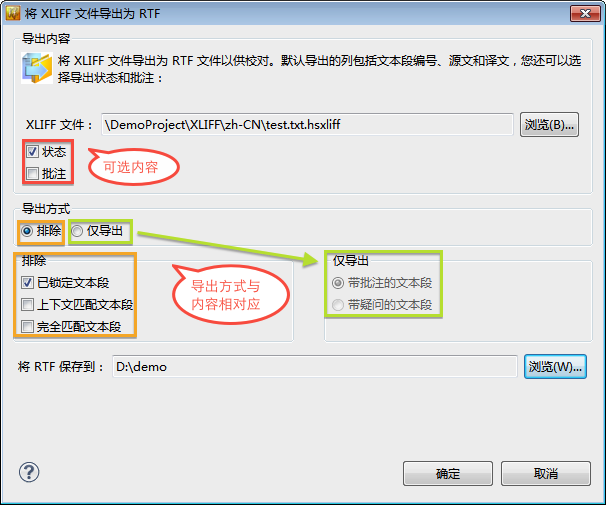 将 XLIFF 文件导出为 RTF
导出内容
将 XLIFF 文件导出为 RTF 文件以供校对。默认导出的列包括文本段编号、源文和译文，您还可以选
择导出状态和批注：
XLIFF 文件： \DemoProject\XLIFF\zh-CN\test.txt.hsxliff 浏览(B)...
状态
可选内容
批注
导出方式
排除 仅导出
排除 仅导出
已锁定文本段
上下文匹配文本段
完全匹配文本段
导出方式与
内容相对应
带批注的文本段
带疑问的文本段
将 RTF 保存到： D:\demo 浏览(W)...
? 确定 取消